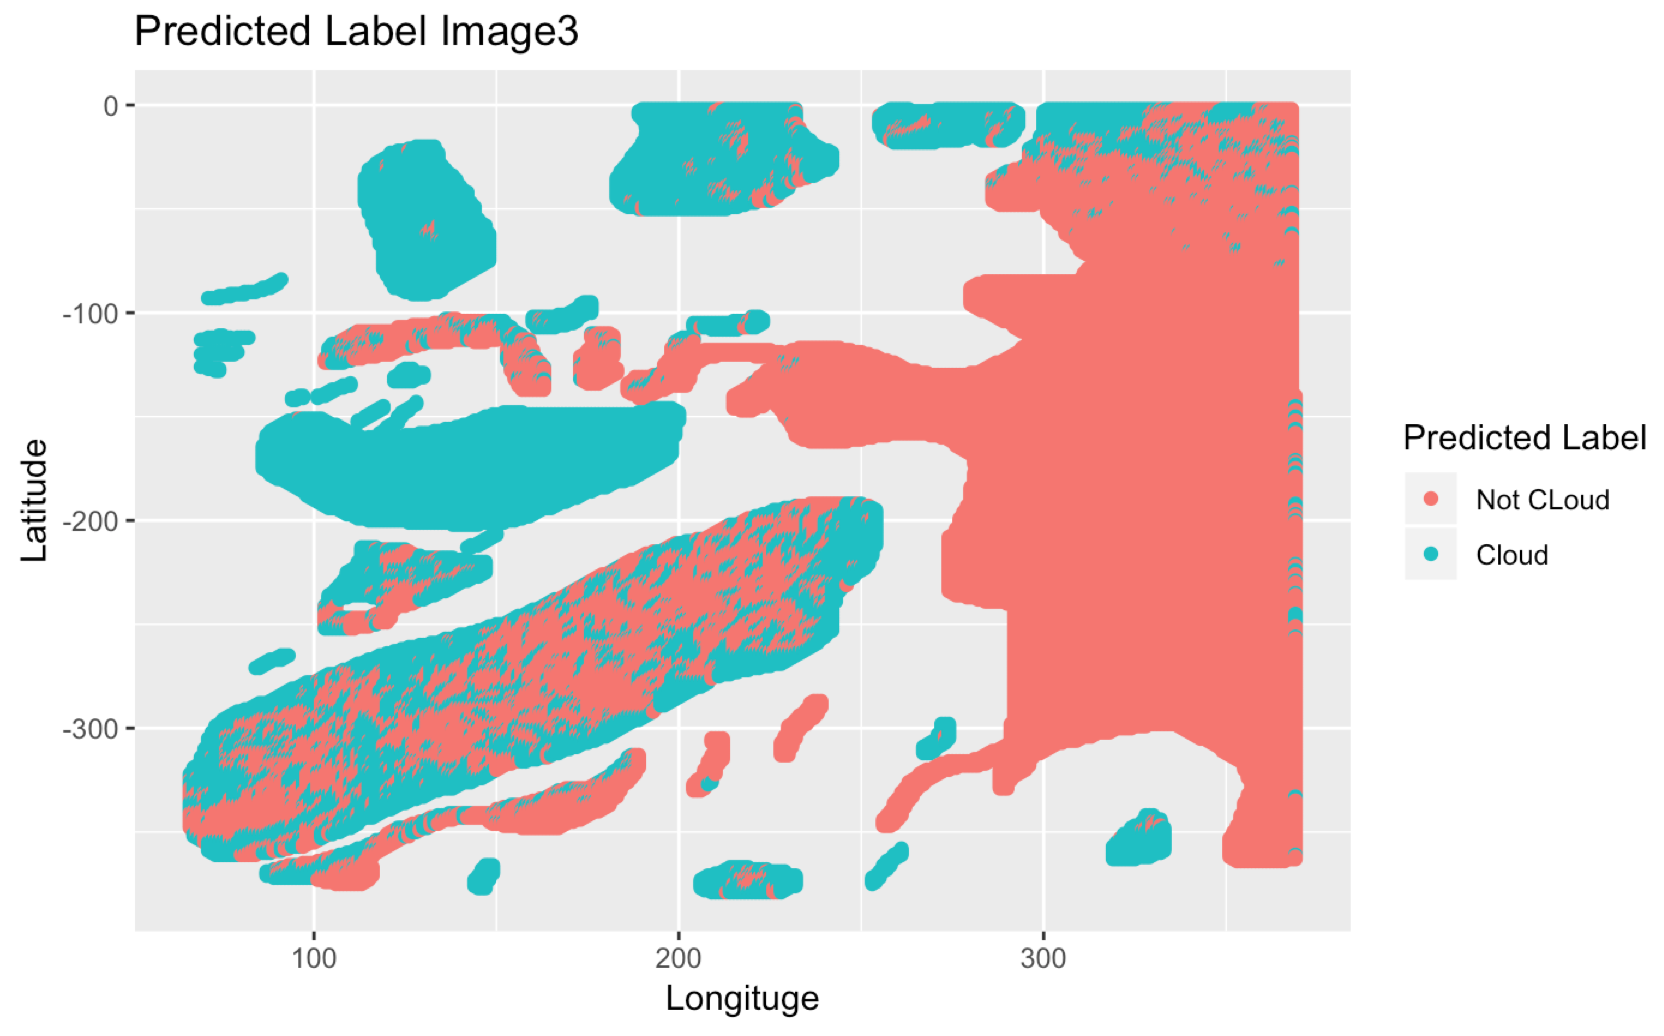 Predicted Label Image3
0
-100
-200
-300
Latitude
100
200
300
Longituge
Predicted Label
Not CLoud
Cloud